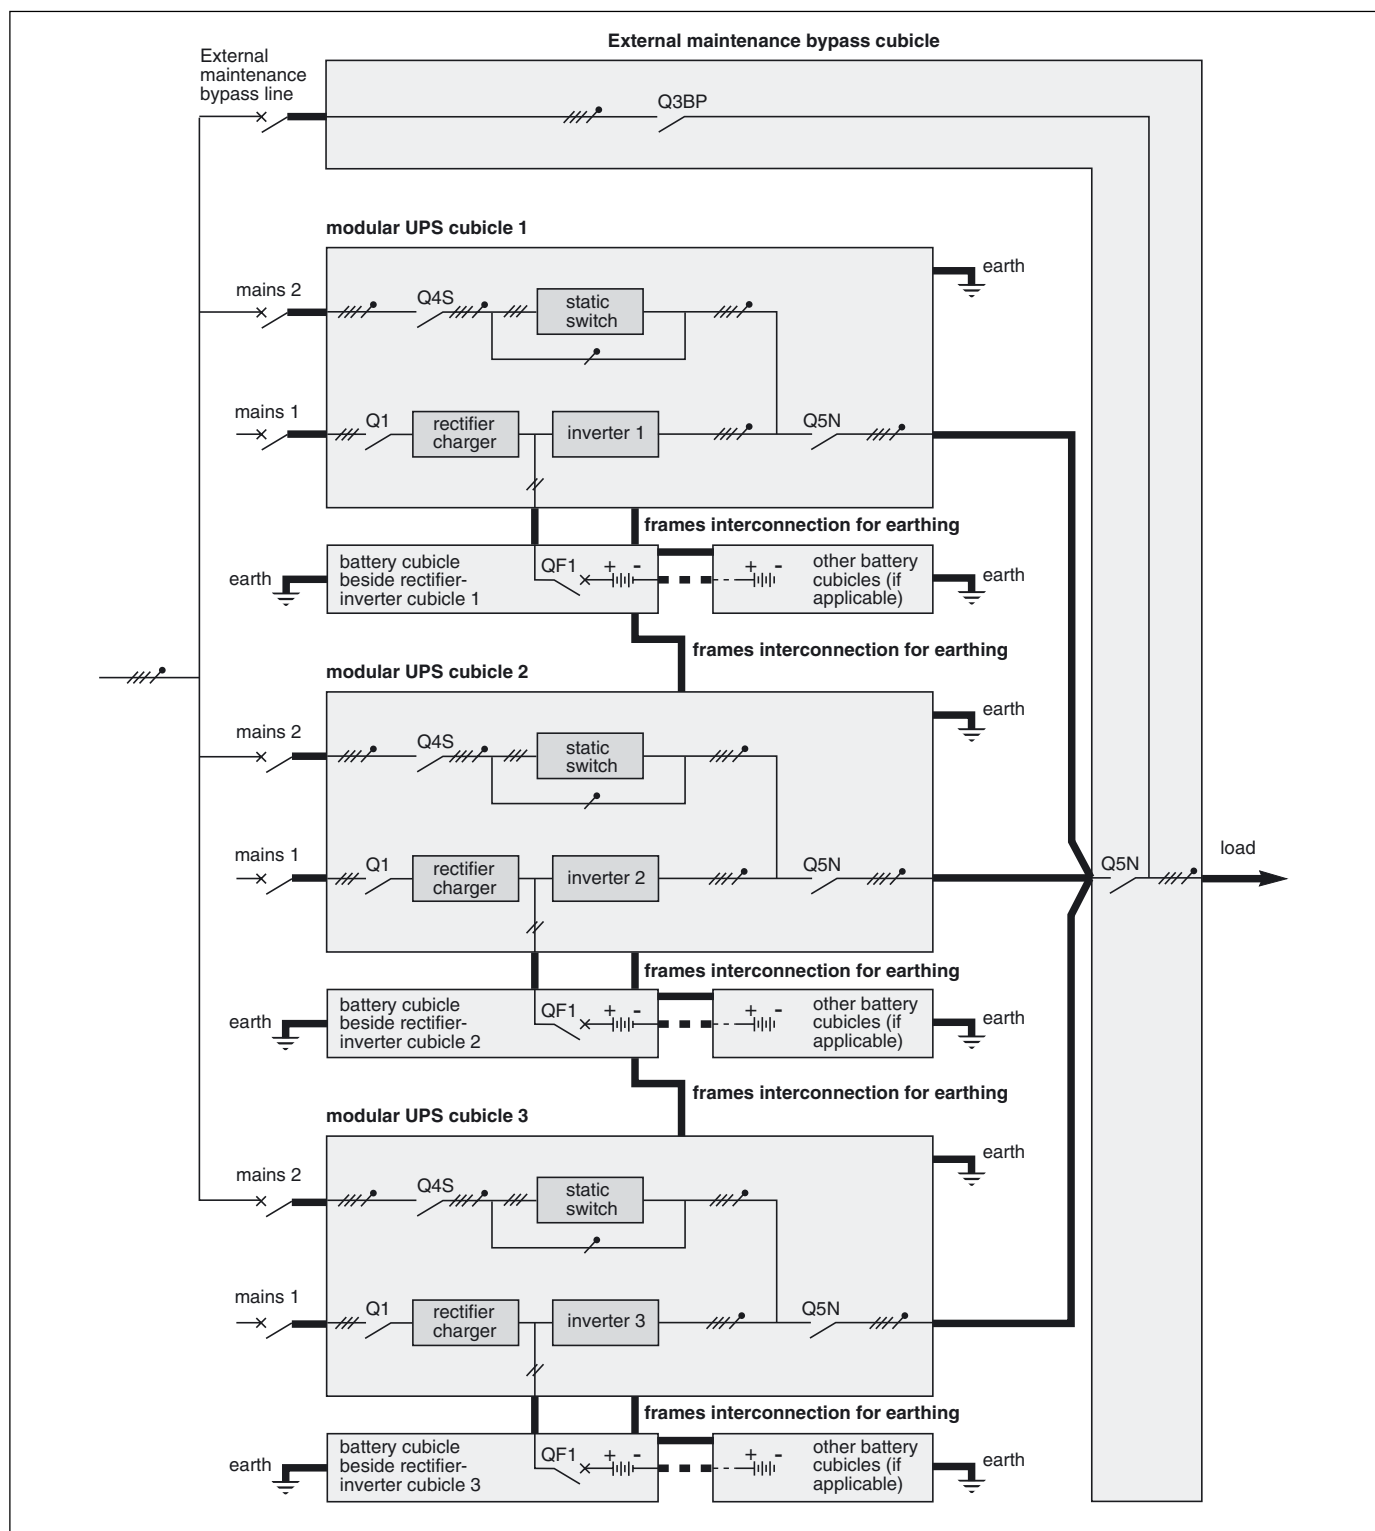 External maintenance bypass cubicle
External
maintenance
bypass line
Q3BP
modular UPS cubicle 1
earth
mains 2
Q4S
static
switch
mains 1
Q1
rectifier
charger
inverter 1
Q5N
frames interconnection for earthing
earth
battery cubicle
beside rectifier-
inverter cubicle 1
QF1
+ -
+ -
other battery
cubicles (if
applicable)
earth
frames interconnection for earthing
modular UPS cubicle 2
earth
mains 2
Q4S
static
switch
mains 1
Q1
rectifier
charger
inverter 2
Q5N
Q5N
load
frames interconnection for earthing
earth
battery cubicle
beside rectifier-
inverter cubicle 2
QF1
+ -
+ -
other battery
cubicles (if
applicable)
earth
frames interconnection for earthing
modular UPS cubicle 3
earth
mains 2
Q4S
static
switch
mains 1
Q1
rectifier
charger
inverter 3
Q5N
frames interconnection for earthing
earth
battery cubicle
beside rectifier-
inverter cubicle 3
QF1
+ -
+ -
other battery
cubicles (if
applicable)
earth